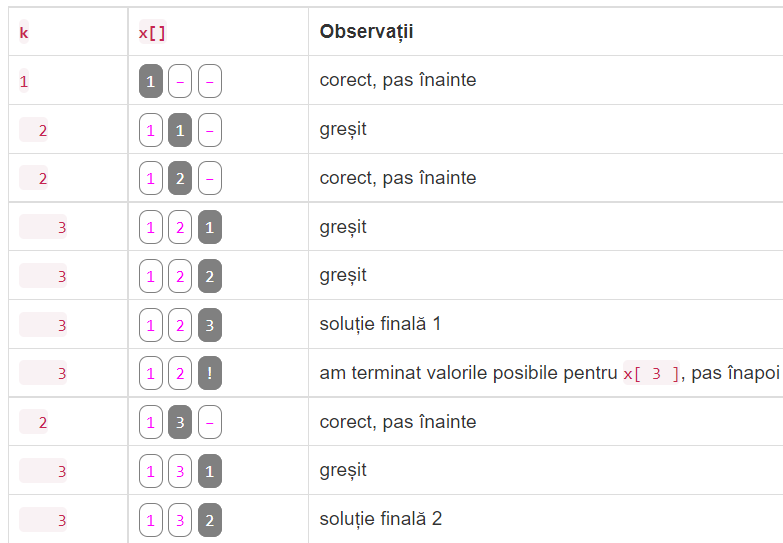 k x[] Observații
1 1 - - corect, pas înainte
2 1 1 - greșit
2 1 2 - corect, pas înainte
3 1 2 1 greșit
3 1 2 2 greșit
3 1 2 3 soluție finală 1
3 1 2 ! am terminat valorile posibile pentru x[ 3 ], pas înapoi
2 1 3 - corect, pas înainte
3 1 3 1 greșit
3 1 3 2 soluție finală 2